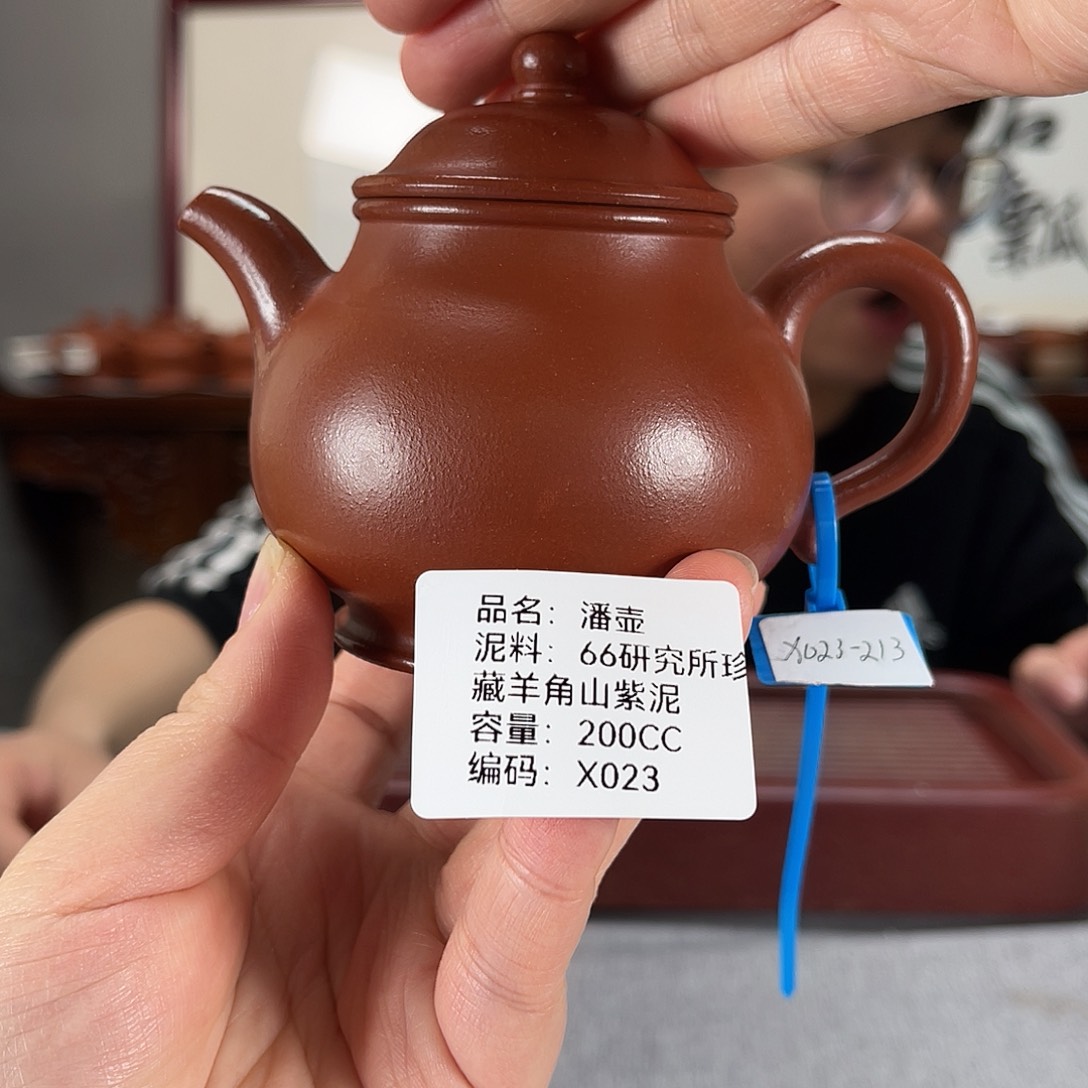 品名：潘壶
泥料：66研究所珍
藏羊角山紫泥
容量：200CC
编码：X023
X023-213